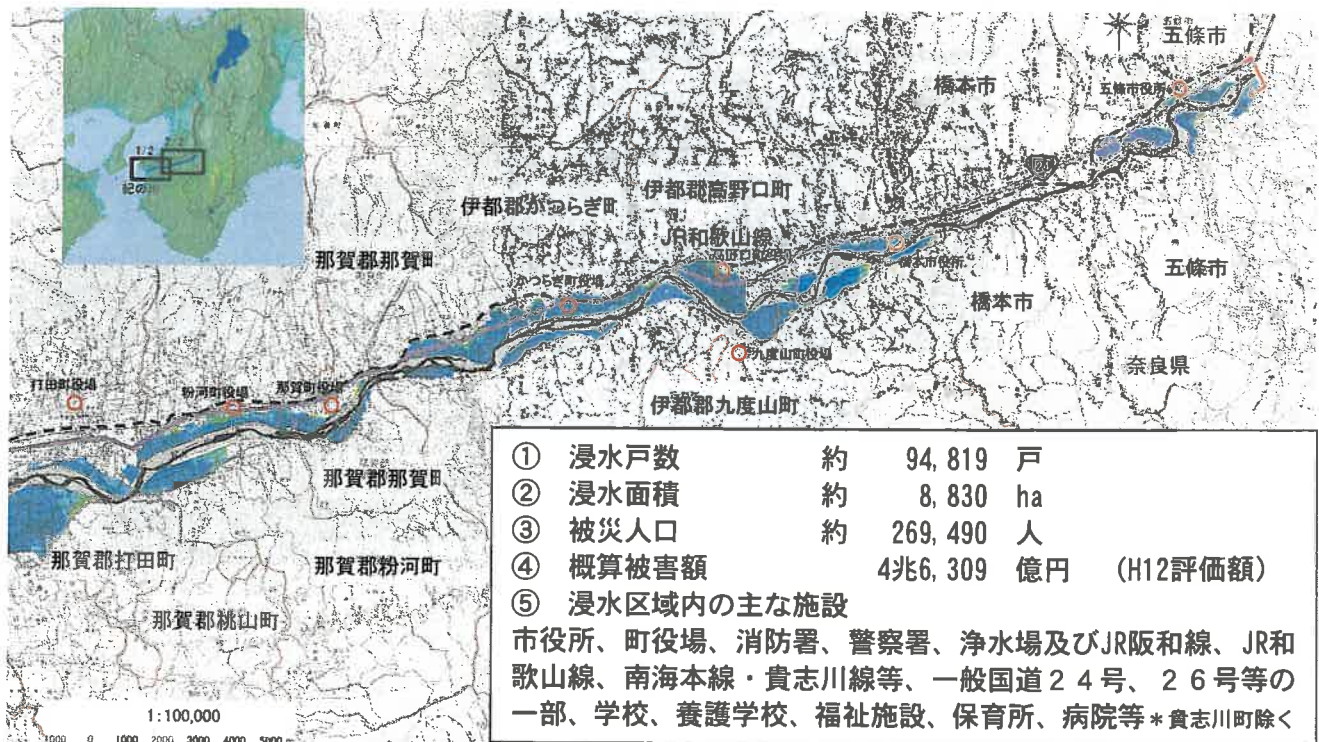 五條市
五條市役所
橋本市
伊都郡高野口町
伊都郡かつらぎ町
JR和歌山線
那賀郡那賀町
橋本市役所
五條市
かつらぎ町役場
橋本市
1/2
紀の川
九度山町役場
奈良県
打田町役場
粉河町役場
那賀町役場
伊都郡九度山町
那賀郡那賀町
那賀郡打田町
那賀郡粉河町
那賀郡桃山町
1:100,000
1000 0 1000 2000 3000 4000 5000
① 浸水戸数 約 94,819 戸
② 浸水面積 約 8,830 ha
③ 被災人口 約 269,490 人
④ 概算被害額 4兆6,309 億円 (H12評価額)
⑤ 浸水区域内の主な施設
市役所、町役場、消防署、警察署、浄水場及びJR阪和線、JR和
歌山線、南海本線・貴志川線等、一般国道24号、26号等の
一部、学校、養護学校、福祉施設、保育所、病院等*貴志川町除く